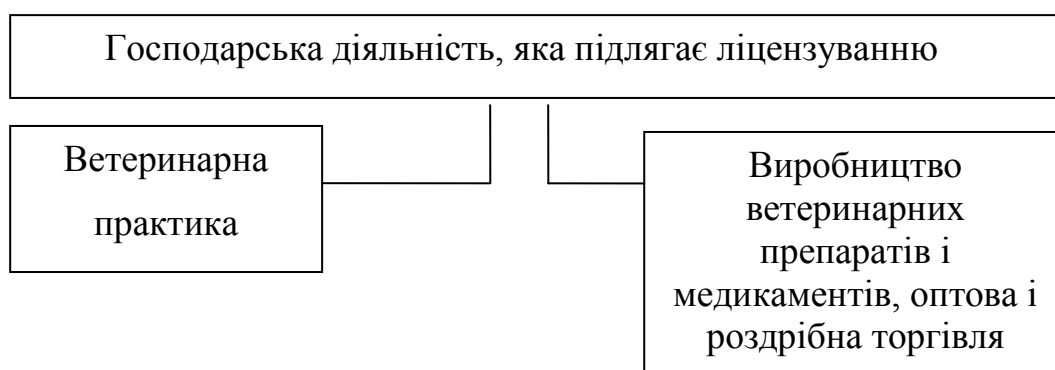 Господарська діяльність, яка підлягає ліцензуванню
Ветеринарна
практика
Виробництво
ветеринарних
препаратів і
медикаментів, оптова і
роздрібна торгівля